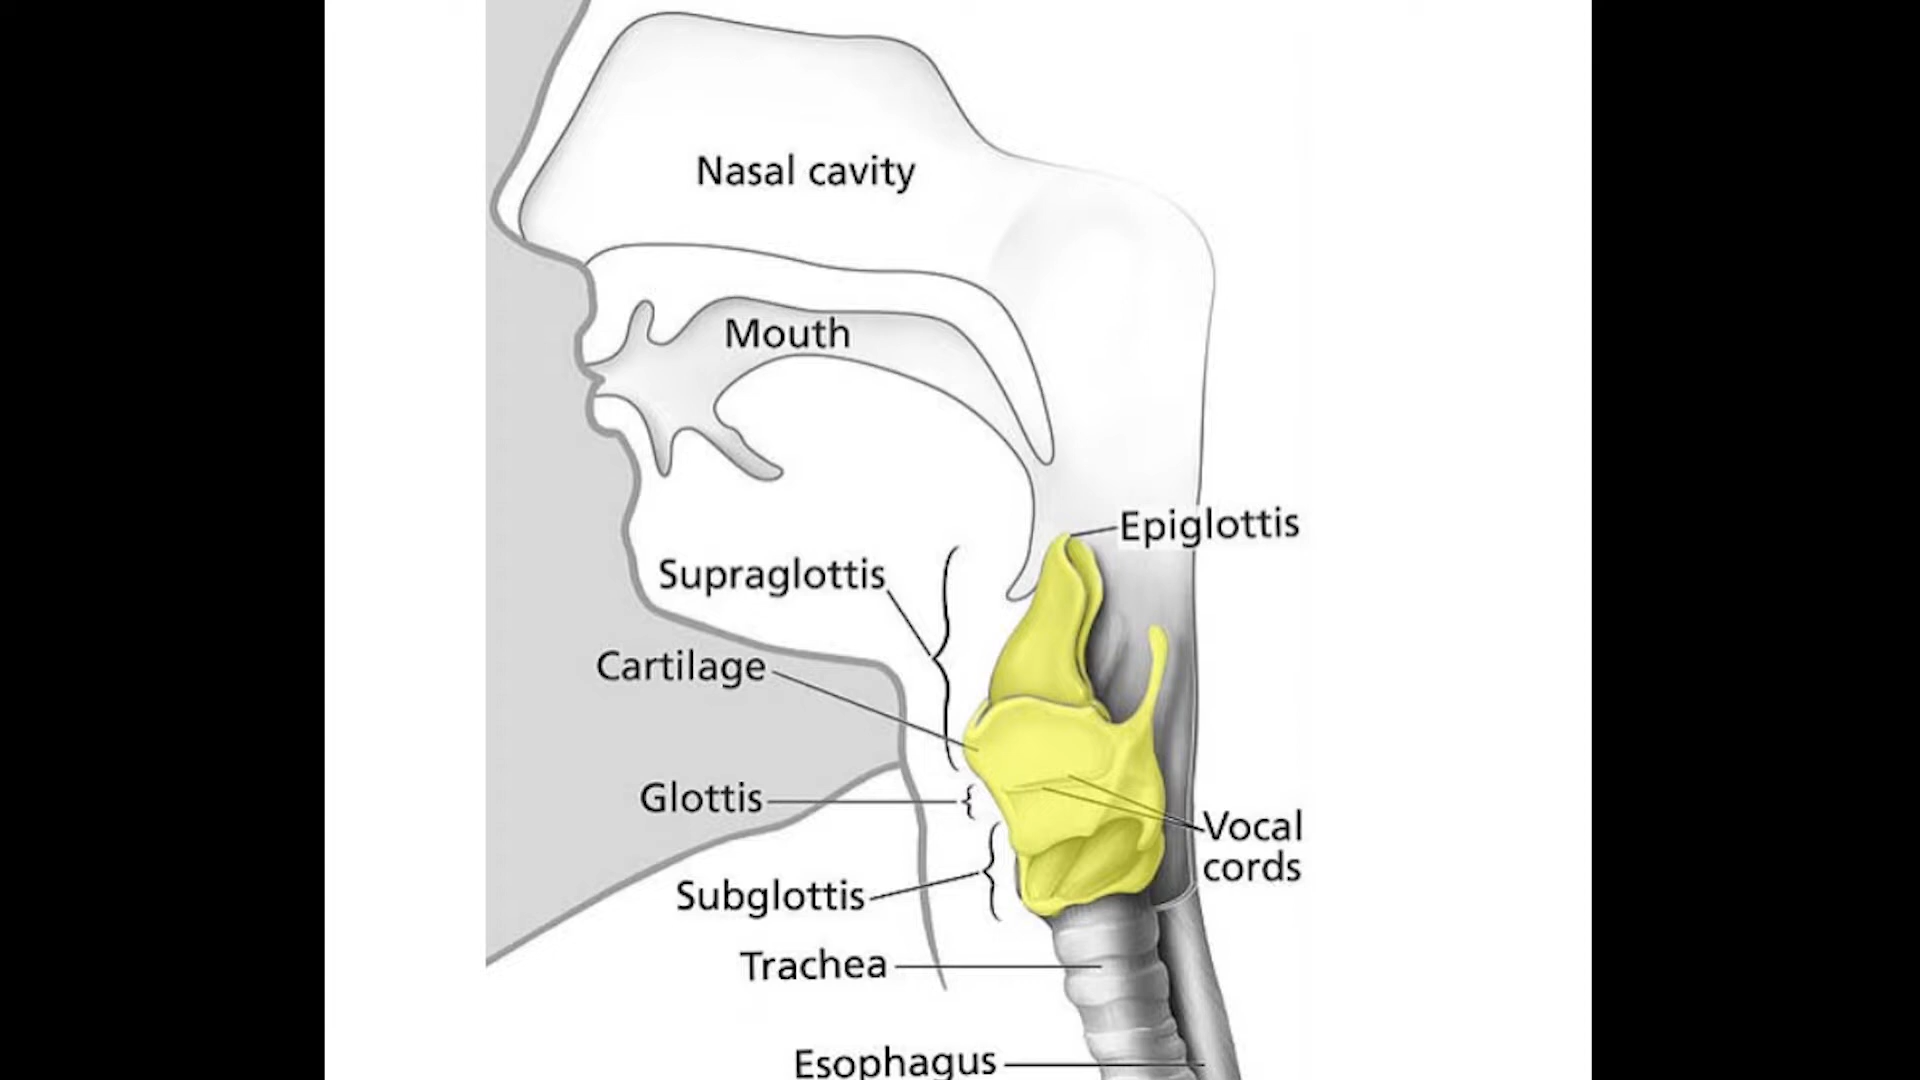 Nasal cavity
Mouth
Epiglottis
Supraglottis
Cartilage
Glottis
Vocal
cords
Subglottis
Trachea
Esophagus